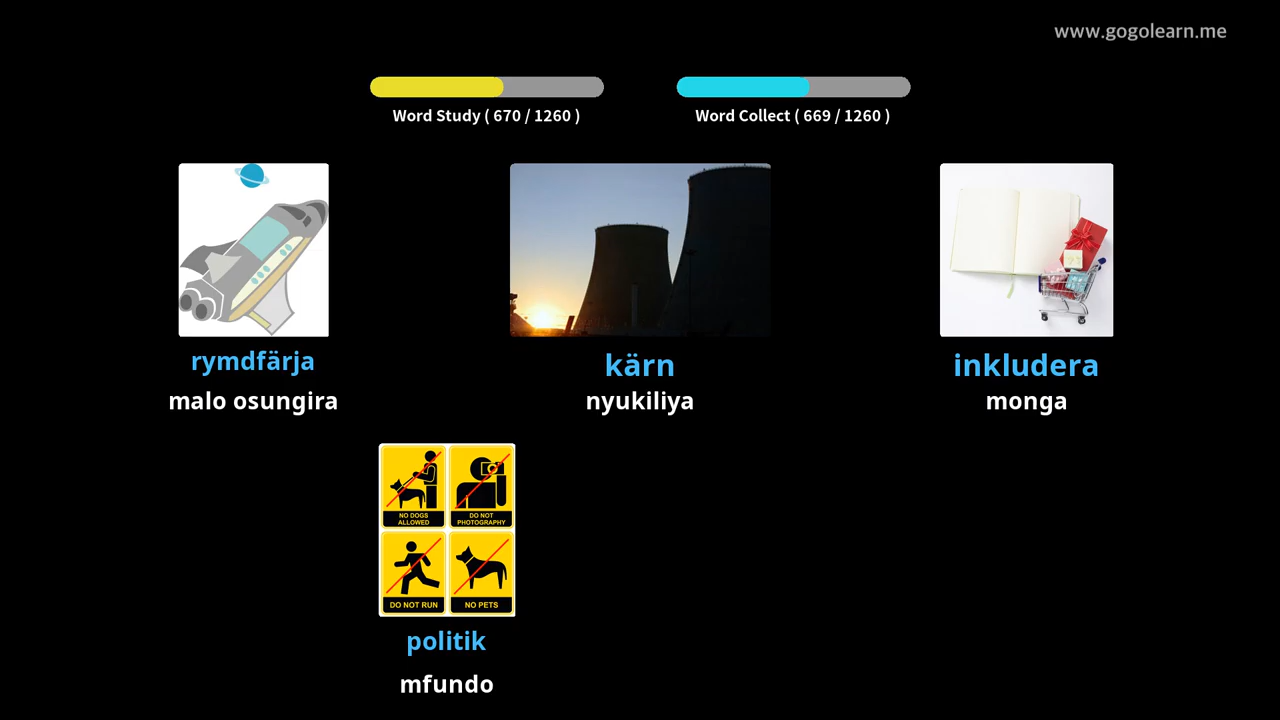 www.gogolearn.me
Word Study ( 670 / 1260 )
Word Collect ( 669 / 1260 )
rymdfärja
malo osungira
kärn
nyukiliya
inkludera
monga
NO DOGS
ALLOWED
DO NOT
PHOTOGRAPHY
DO NOT RUN
NO PETS
politik
mfundo